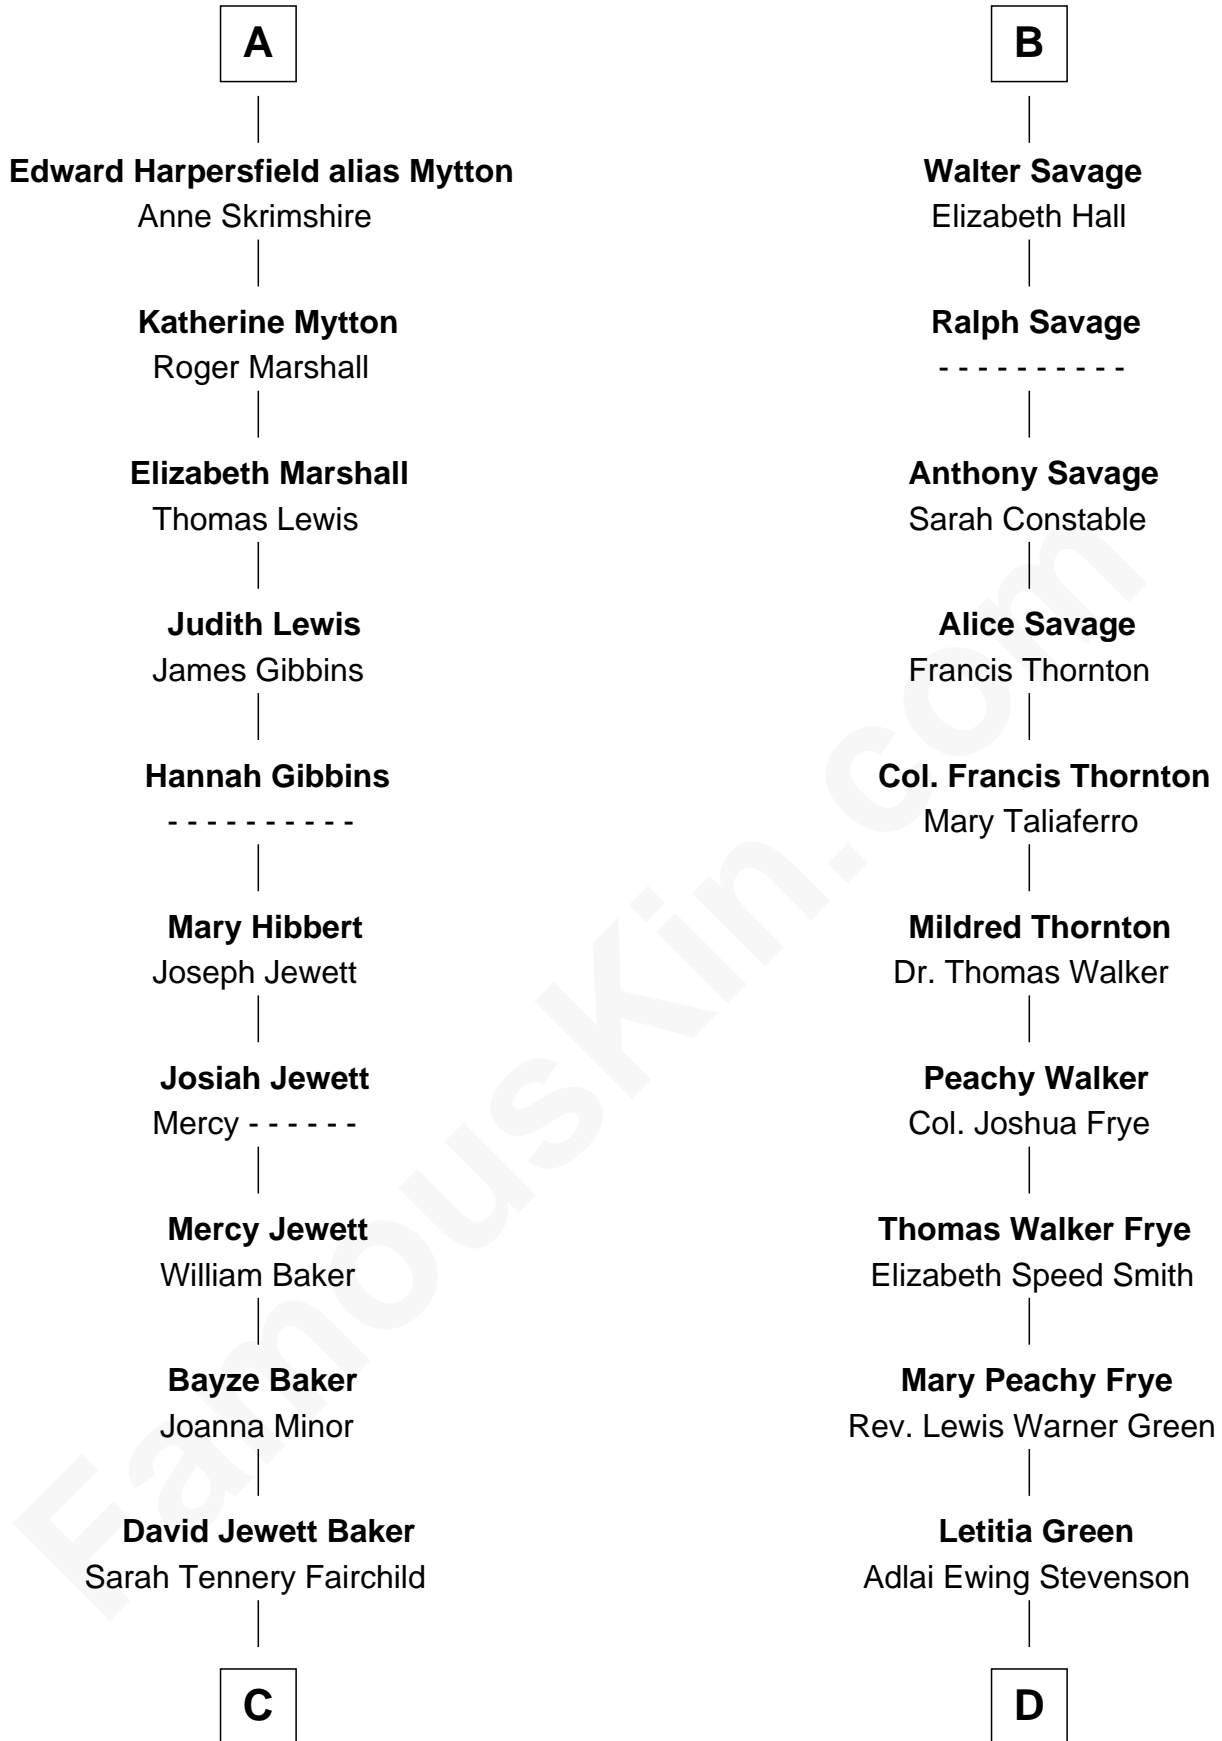 A
Edward Harpersfield alias Mytton
Anne Skrimshire
Katherine Mytton
Roger Marshall
Elizabeth Marshall
Thomas Lewis
Judith Lewis
James Gibbins
Hannah Gibbins
- - - - - - - - - -
Mary Hibbert
Joseph Jewett
Josiah Jewett
Mercy - - - - - -
Mercy Jewett
William Baker
Bayze Baker
Joanna Minor
David Jewett Baker
Sarah Tennery Fairchild
C
B
Walter Savage
Elizabeth Hall
Ralph Savage
- - - - - - - - - -
Anthony Savage
Sarah Constable
Alice Savage
Francis Thornton
Col. Francis Thornton
Mary Taliaferro
Mildred Thornton
Dr. Thomas Walker
Peachy Walker
Col. Joshua Frye
Thomas Walker Frye
Elizabeth Speed Smith
Mary Peachy Frye
Rev. Lewis Warner Green
Letitia Green
Adlai Ewing Stevenson
D
FamousKin.com